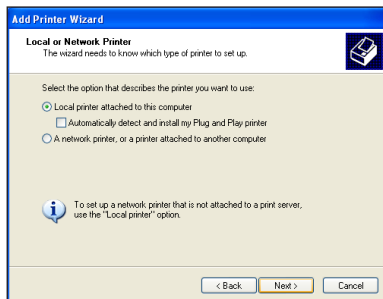 Add Printer Wizard
Local or Network Printer
The wizard needs to know which type of printer to set up.
Select the option that describes the printer you want to use:
Local printer attached to this computer
Automatically detect and install my Plug and Play printer
A network printer, or a printer attached to another computer
To set up a network printer that is not attached to a print server,
use the "Local printer" option.
< Back Next > Cancel